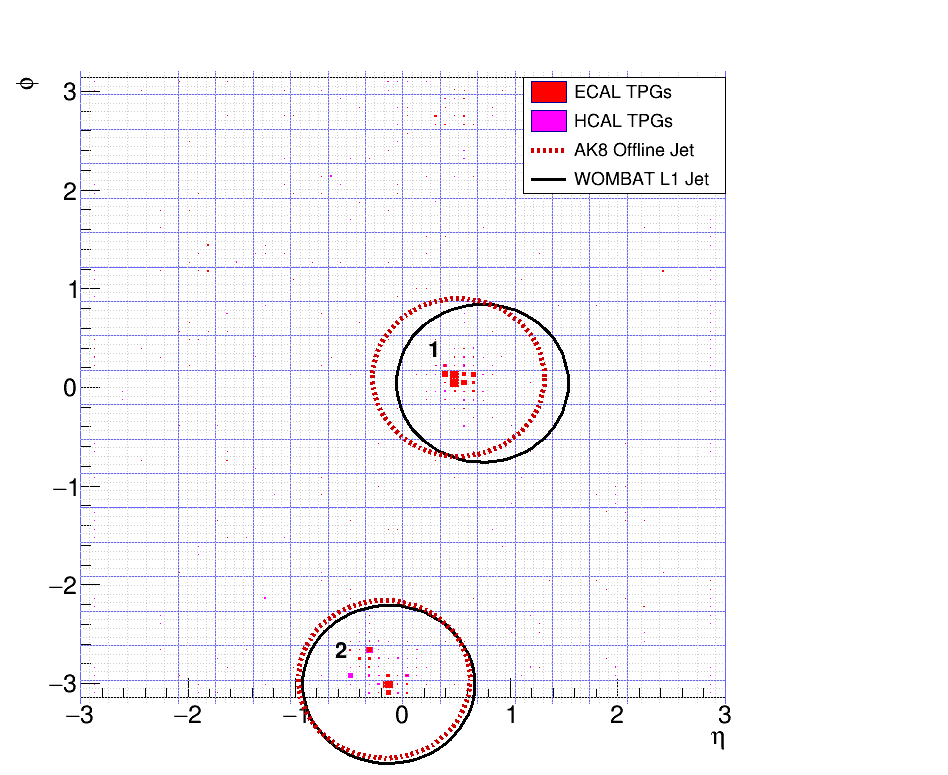 φ
ECAL TPGs
HCAL TPGs
AK8 Offline Jet
WOMBAT L1 Jet
3
2
1
0
−1
−2
−3
1
2
−3 −2 −1 0 1 2 3
η